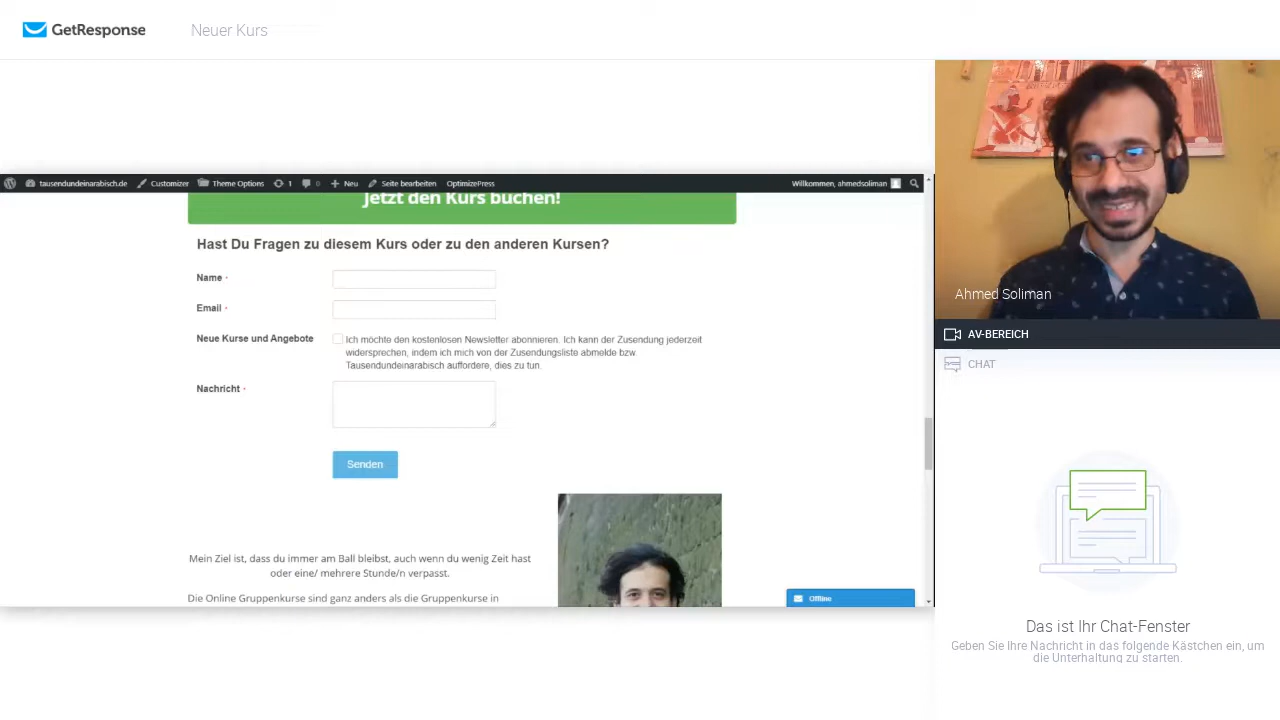 GetResponse
Neuer Kurs
tausendundeinarabisch.de Customizer Theme Options 1 0 Neu Seite bearbeiten OptimizePress Willkommen, ahmedsoliman
Jetzt den Kurs buchen!
Hast Du Fragen zu diesem Kurs oder zu den anderen Kursen?
Name *
Email *
Neue Kurse und Angebote
Ich möchte den kostenlosen Newsletter abonnieren. Ich kann der Zusendung jederzeit
widersprechen, indem ich mich von der Zusendungsliste abmelde bzw.
Tausendundeinarabisch auffordere, dies zu tun.
Nachricht *
Senden
Mein Ziel ist, dass du immer am Ball bleibst, auch wenn du wenig Zeit hast
oder eine/ mehrere Stunde/n verpasst.
Die Online Gruppenkurse sind ganz anders als die Gruppenkurse in
Offline
Ahmed Soliman
AV-BEREICH
CHAT
Das ist Ihr Chat-Fenster
Geben Sie Ihre Nachricht in das folgende Kästchen ein, um
die Unterhaltung zu starten.